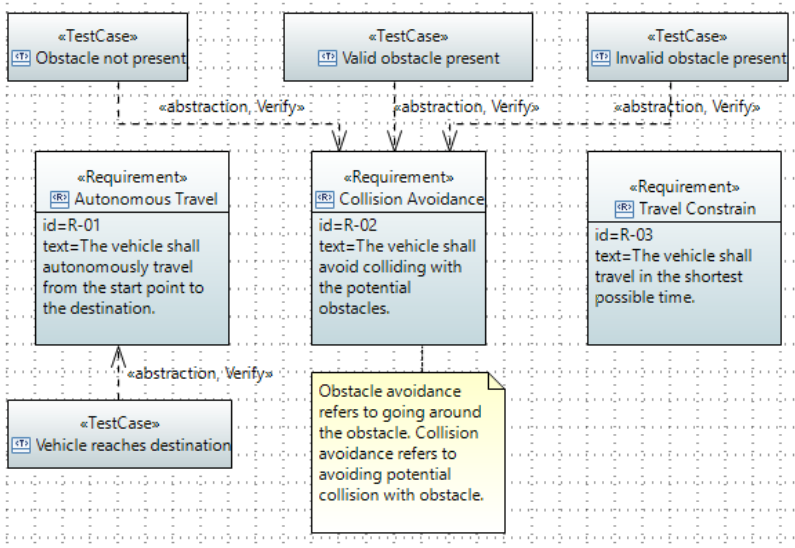 «TestCase»
Obstacle not present
«TestCase»
Valid obstacle present
«TestCase»
Invalid obstacle present
«abstraction, Verify»
«abstraction, Verify»
«abstraction, Verify»
«Requirement»
Autonomous Travel
id=R-01
text=The vehicle shall
autonomously travel
from the start point to
the destination.
«Requirement»
Collision Avoidance
id=R-02
text=The vehicle shall
avoid colliding with
the potential
obstacles.
«Requirement»
Travel Constrain
id=R-03
text=The vehicle shall
travel in the shortest
possible time.
«abstraction, Verify»
«TestCase»
Vehicle reaches destination
Obstacle avoidance
refers to going around
the obstacle. Collision
avoidance refers to
avoiding potential
collision with obstacle.